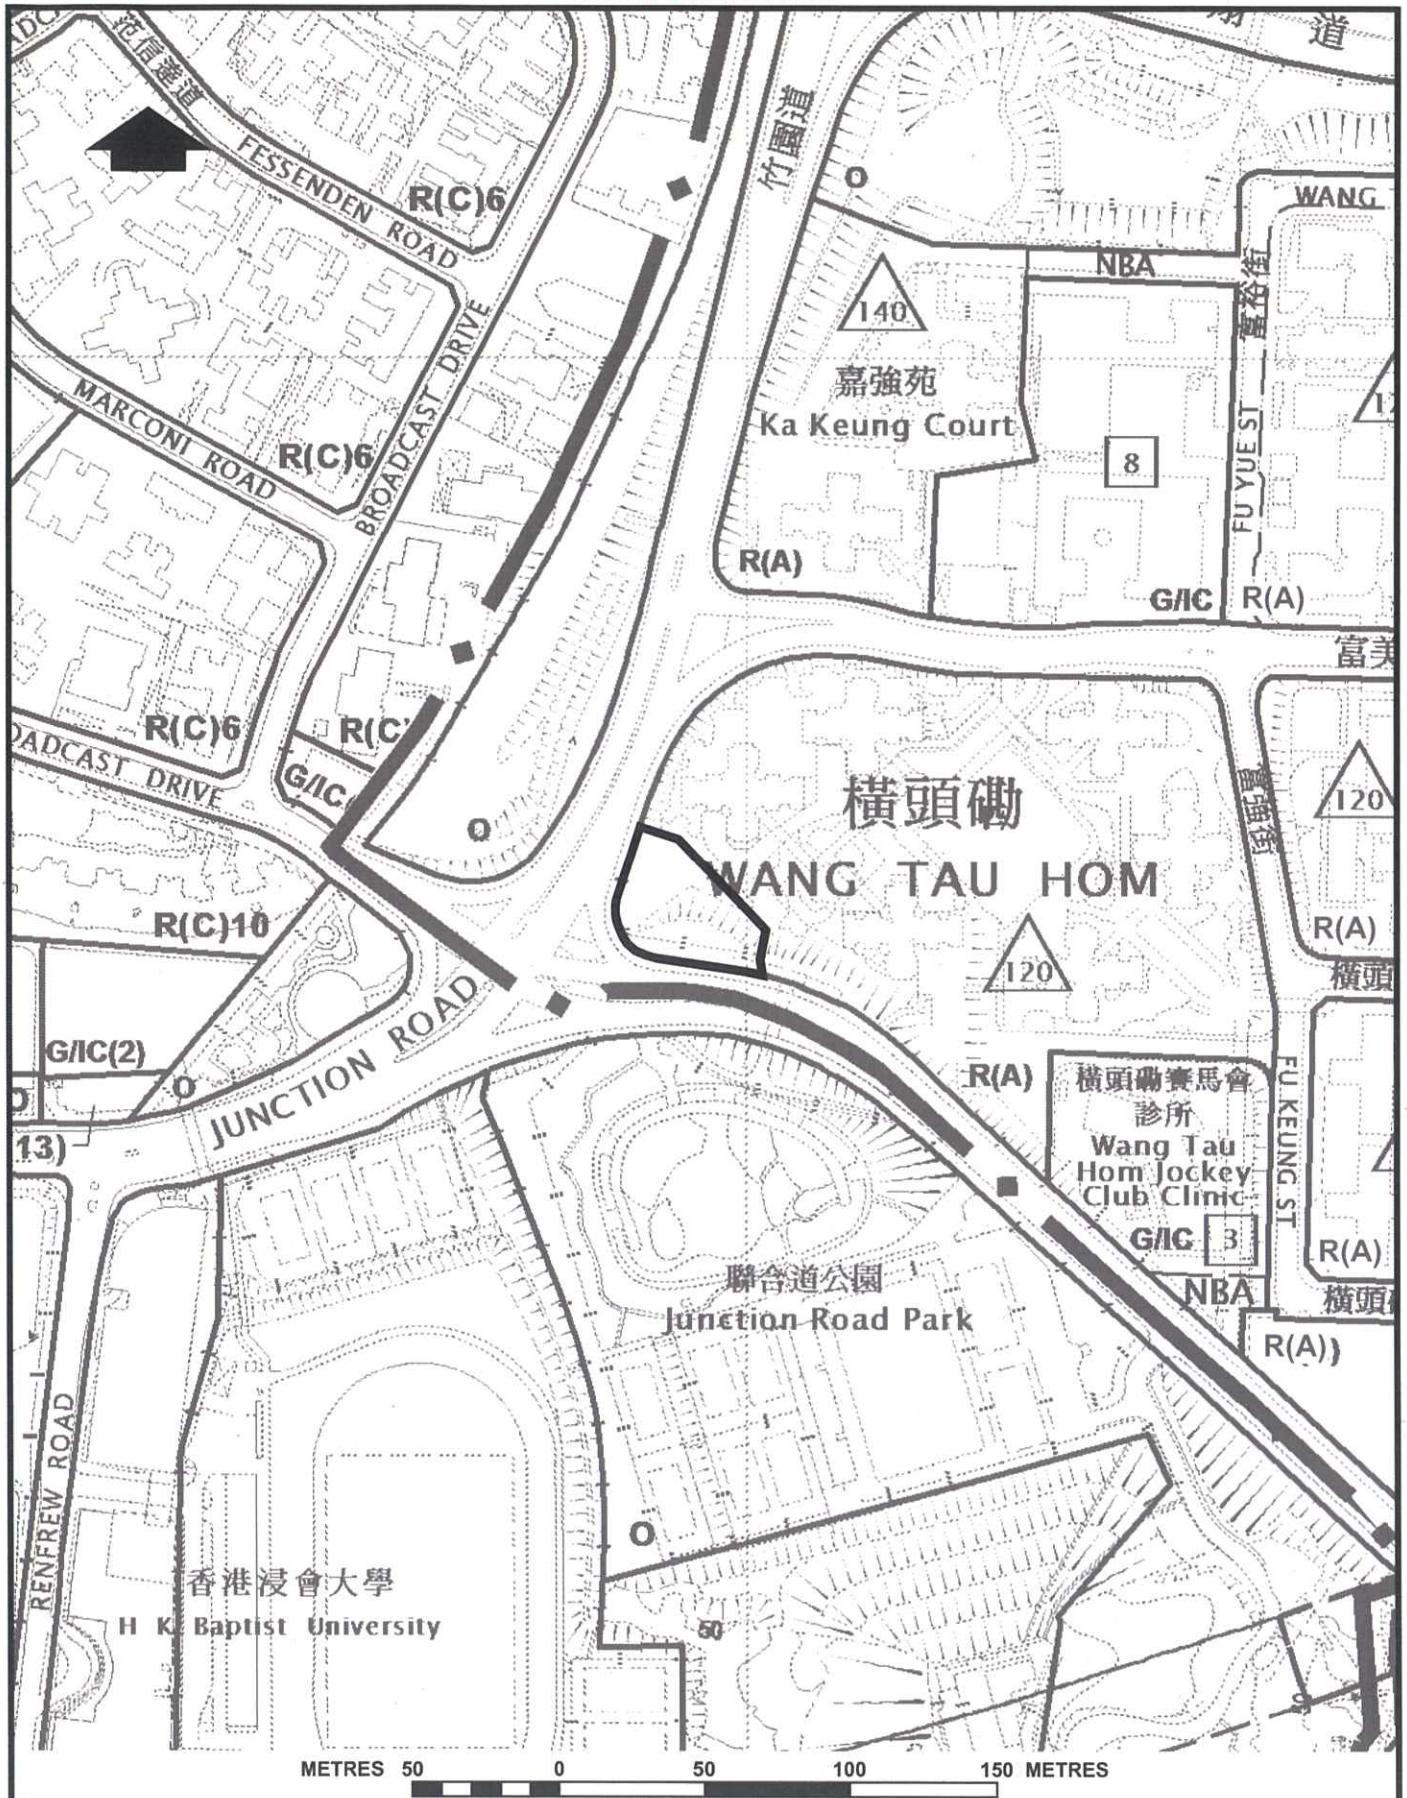 道
范信達道
FESSENDEN ROAD
R(C)6
竹園道
O
WANG
NBA
富裕街
140
嘉強苑
Ka Keung Court
MARCONI ROAD
R(C)6
BROADCAST DRIVE
8
FU YUE ST
R(A)
G/IC
R(A)
富美
R(C)6
R(C)
BROADCAST DRIVE
G/IC
O
橫頭磡
WANG TAU HOM
120
富強街
120
R(C)10
R(A)
橫頭
G/IC(2)
O
JUNCTION ROAD
13)
R(A)
橫頭磡賽馬會
診所
Wang Tau
Hom Jockey
Club Clinic
G/IC 3
NBA
FU KEUNG ST
R(A)
橫頭
R(A)
聯合道公園
Junction Road Park
RENFREW ROAD
O
香港浸會大學
H K Baptist University
50
METRES 50 0 50 100 150 METRES